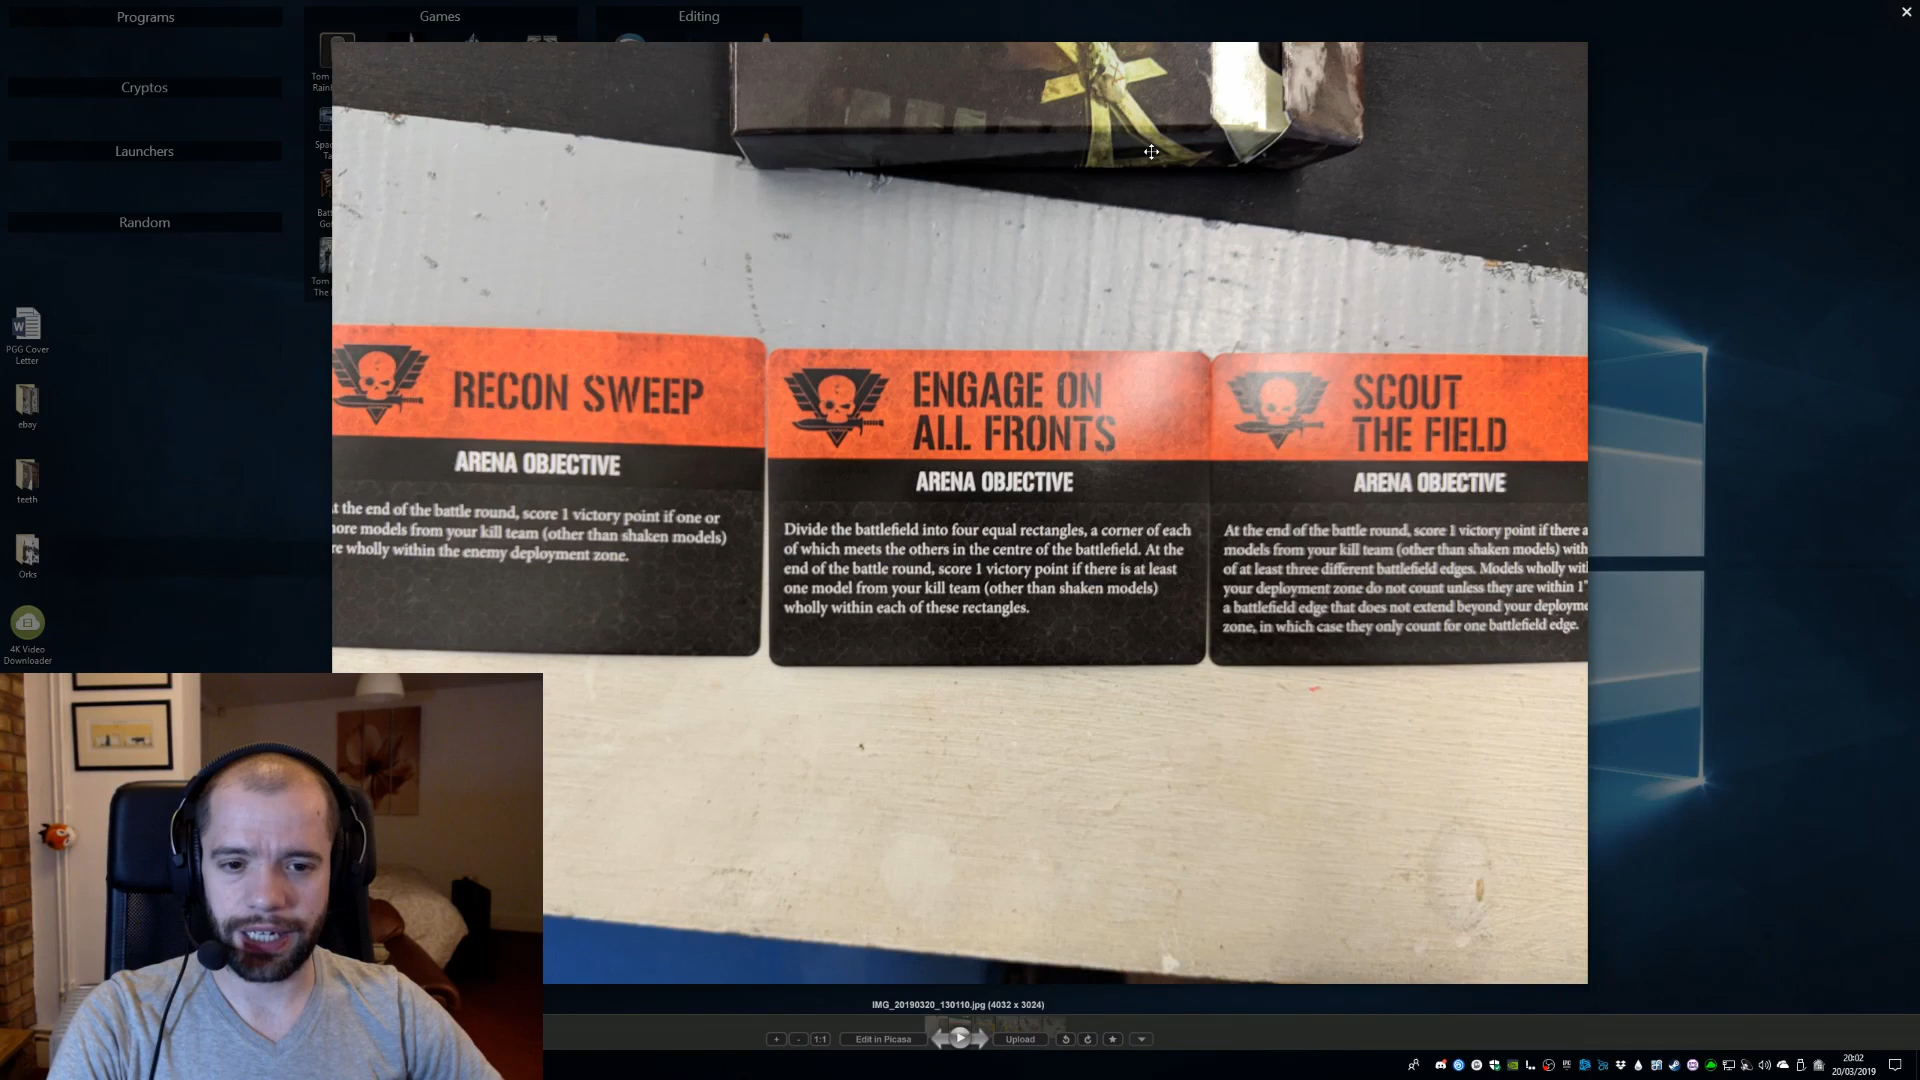 Programs
Games
Editing
Cryptos
Launchers
Random
Tom
Rain
Spac
Ta
Batt
Got
Tom
The
PGG Cover
Letter
ebay
teeth
Orks
4K Video
Downloader
RECON SWEEP
ARENA OBJECTIVE
t the end of the battle round, score 1 victory point if one or
ore models from your kill team (other than shaken models)
re wholly within the enemy deployment zone.
ENGAGE ON
ALL FRONTS
ARENA OBJECTIVE
Divide the battlefield into four equal rectangles, a corner of each
of which meets the others in the centre of the battlefield. At the
end of the battle round, score 1 victory point if there is at least
one model from your kill team (other than shaken models)
wholly within each of these rectangles.
SCOUT
THE FIELD
ARENA OBJECTIVE
At the end of the battle round, score 1 victory point if there a
models from your kill team (other than shaken models) with
of at least three different battlefield edges. Models wholly wit
your deployment zone do not count unless they are within 1"
a battlefield edge that does not extend beyond your deployme
zone, in which case they only count for one battlefield edge.
IMG_20190320_130110.jpg (4032 x 3024)
1:1
Edit in Picasa
Upload
20:02
20/03/2019